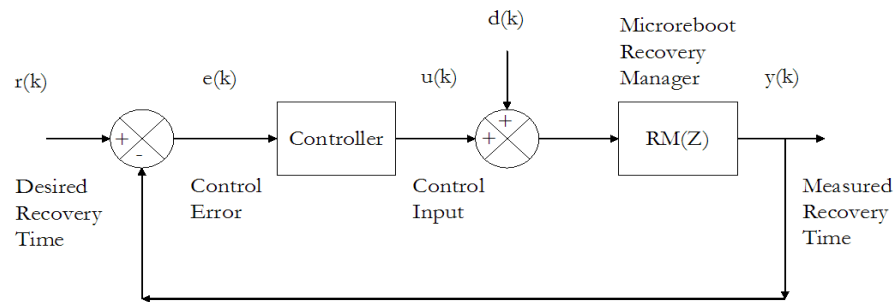 d(k)
Microreboot
Recovery
Manager
r(k)
e(k)
u(k)
y(k)
+
-
Controller
+
+
RM(Z)
Desired
Recovery
Time
Control
Error
Control
Input
Measured
Recovery
Time